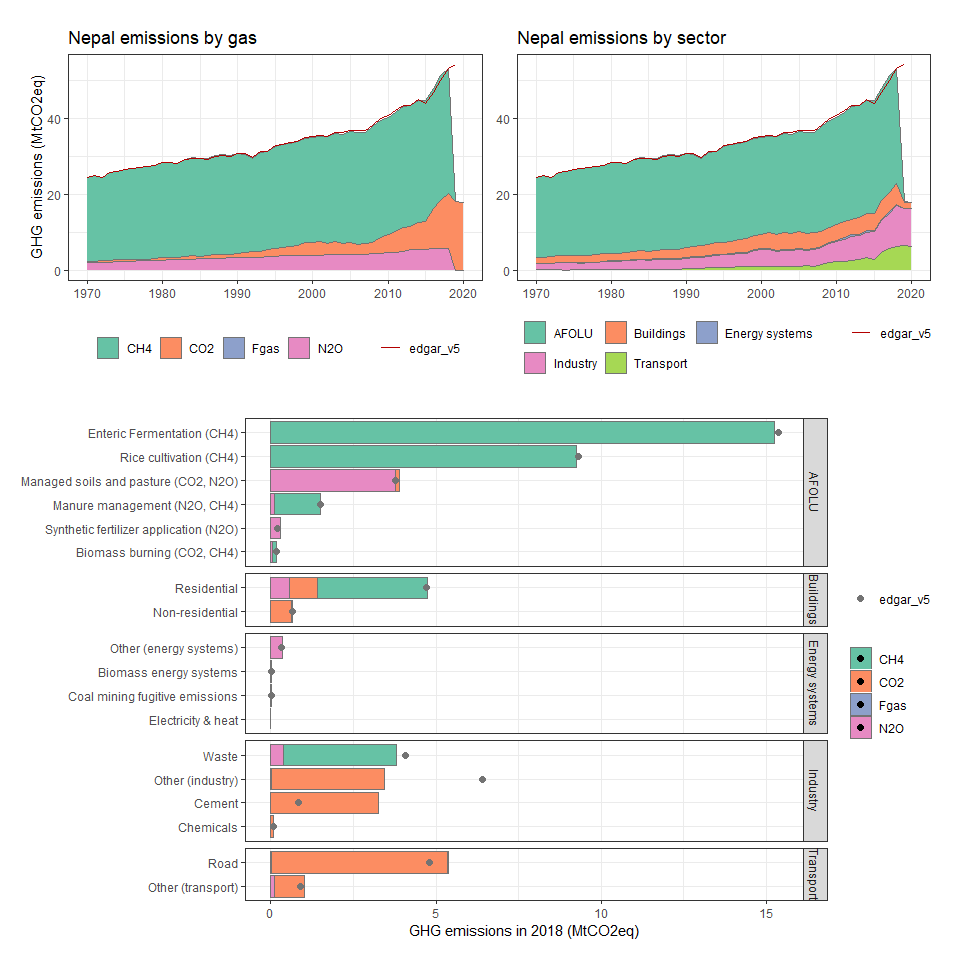 Nepal emissions by gas
GHG emissions (MtCO2eq)
40
20
0
1970
1980
1990
2000
2010
2020
CH4
CO2
Fgas
N2O
edgar_v5
Nepal emissions by sector
40
20
0
1970
1980
1990
2000
2010
2020
AFOLU
Buildings
Energy systems
edgar_v5
Industry
Transport
Enteric Fermentation (CH4)
Rice cultivation (CH4)
Managed soils and pasture (CO2, N2O)
Manure management (N2O, CH4)
Synthetic fertilizer application (N2O)
Biomass burning (CO2, CH4)
AFOLU
Residential
Non-residential
Buildings
Other (energy systems)
Biomass energy systems
Coal mining fugitive emissions
Electricity & heat
Energy systems
Waste
Other (industry)
Cement
Chemicals
Industry
Road
Other (transport)
Transport
0
5
10
15
GHG emissions in 2018 (MtCO2eq)
edgar_v5
CH4
CO2
Fgas
N2O